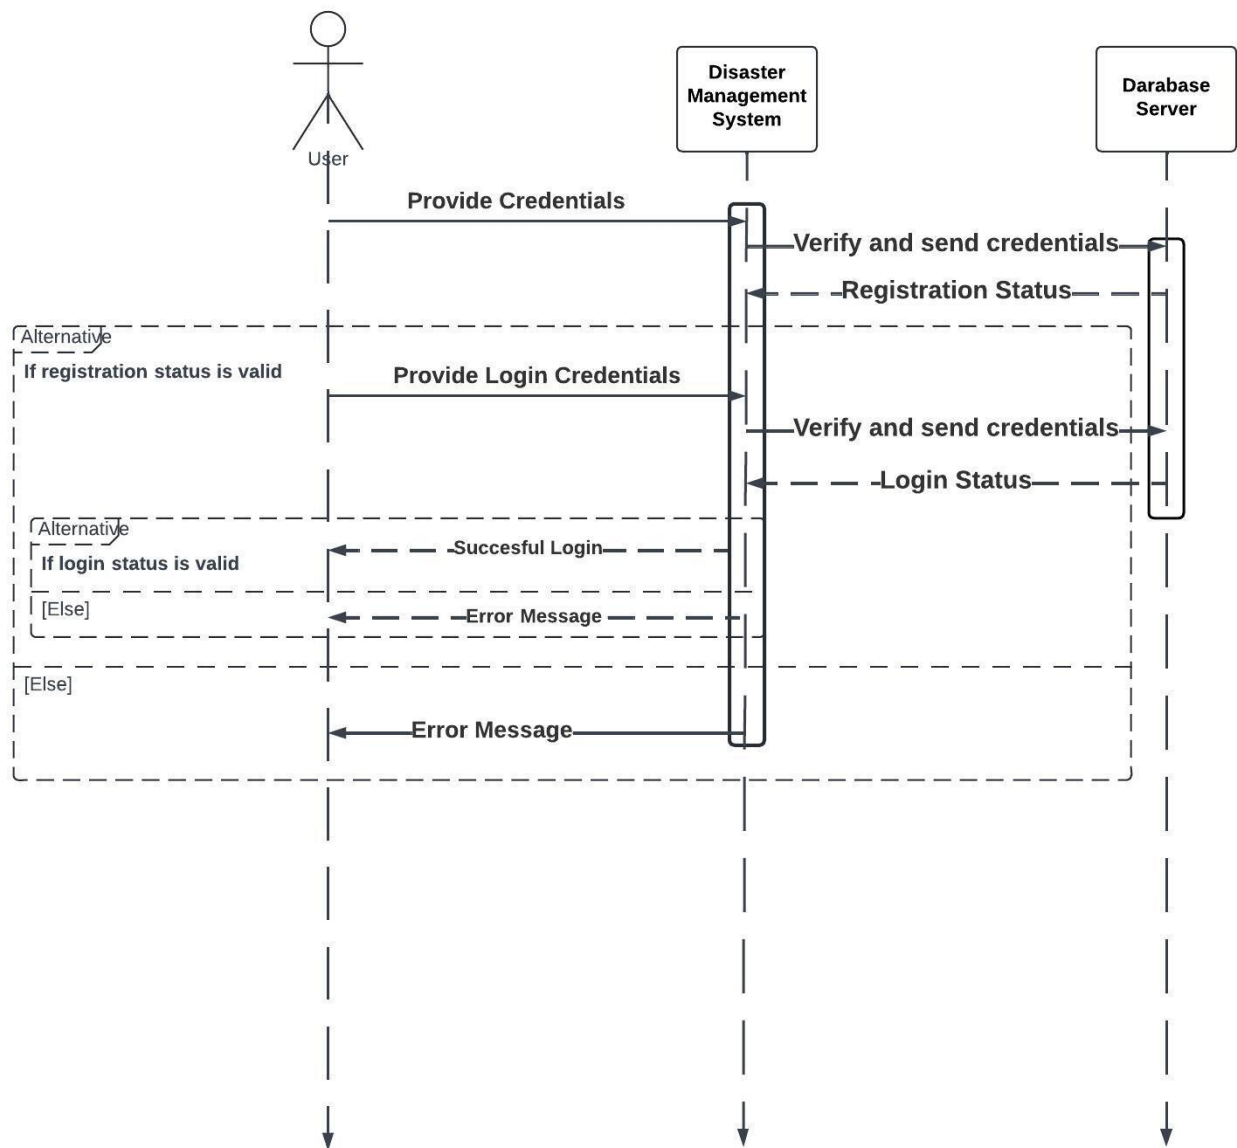 User
Disaster
Management
System
Darabase
Server
Provide Credentials
Verify and send credentials
Registration Status
Alternative
If registration status is valid
Provide Login Credentials
Verify and send credentials
Login Status
Alternative
Succesful Login
If login status is valid
[Else]
Error Message
[Else]
Error Message